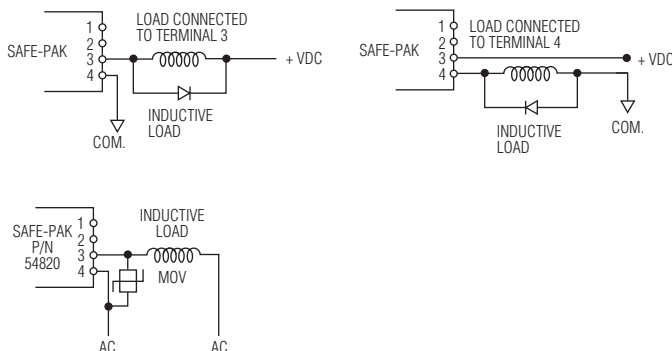 LOAD CONNECTED
TO TERMINAL 3
SAFE-PAK
1
2
3
4
+ VDC
INDUCTIVE
LOAD
COM.
LOAD CONNECTED
TO TERMINAL 4
SAFE-PAK
1
2
3
4
+ VDC
INDUCTIVE
LOAD
COM.
INDUCTIVE
LOAD
SAFE-PAK
P/N
54820
1
2
3
4
MOV
AC
AC